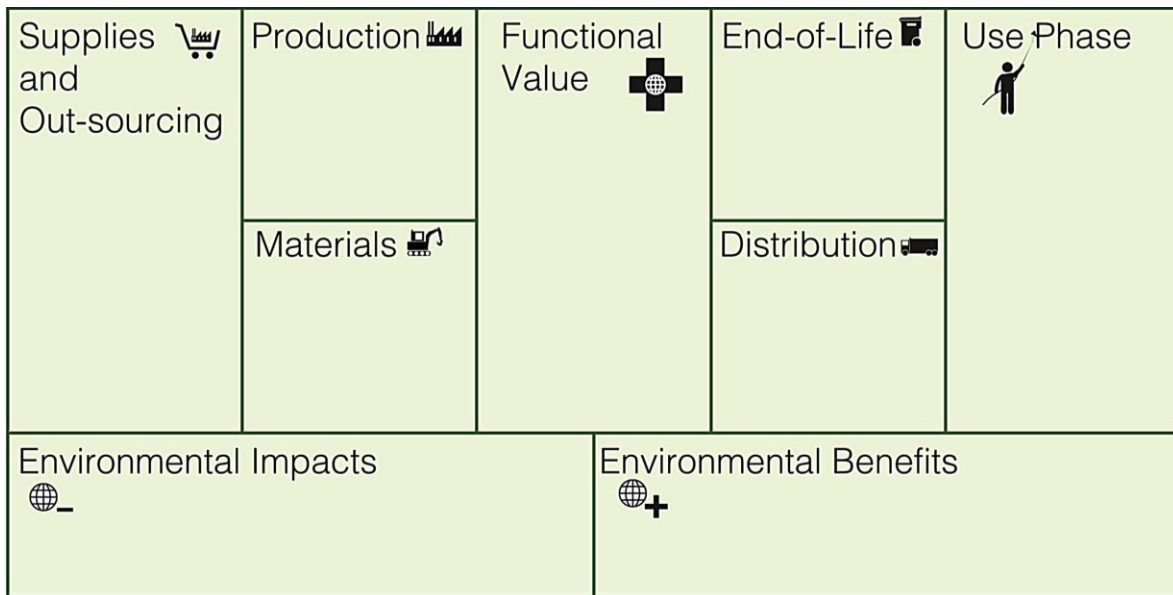 Supplies
and
Out-sourcing
Production
Materials
Functional
Value
End-of-Life
Distribution
Use Phase
Environmental Impacts
Environmental Benefits